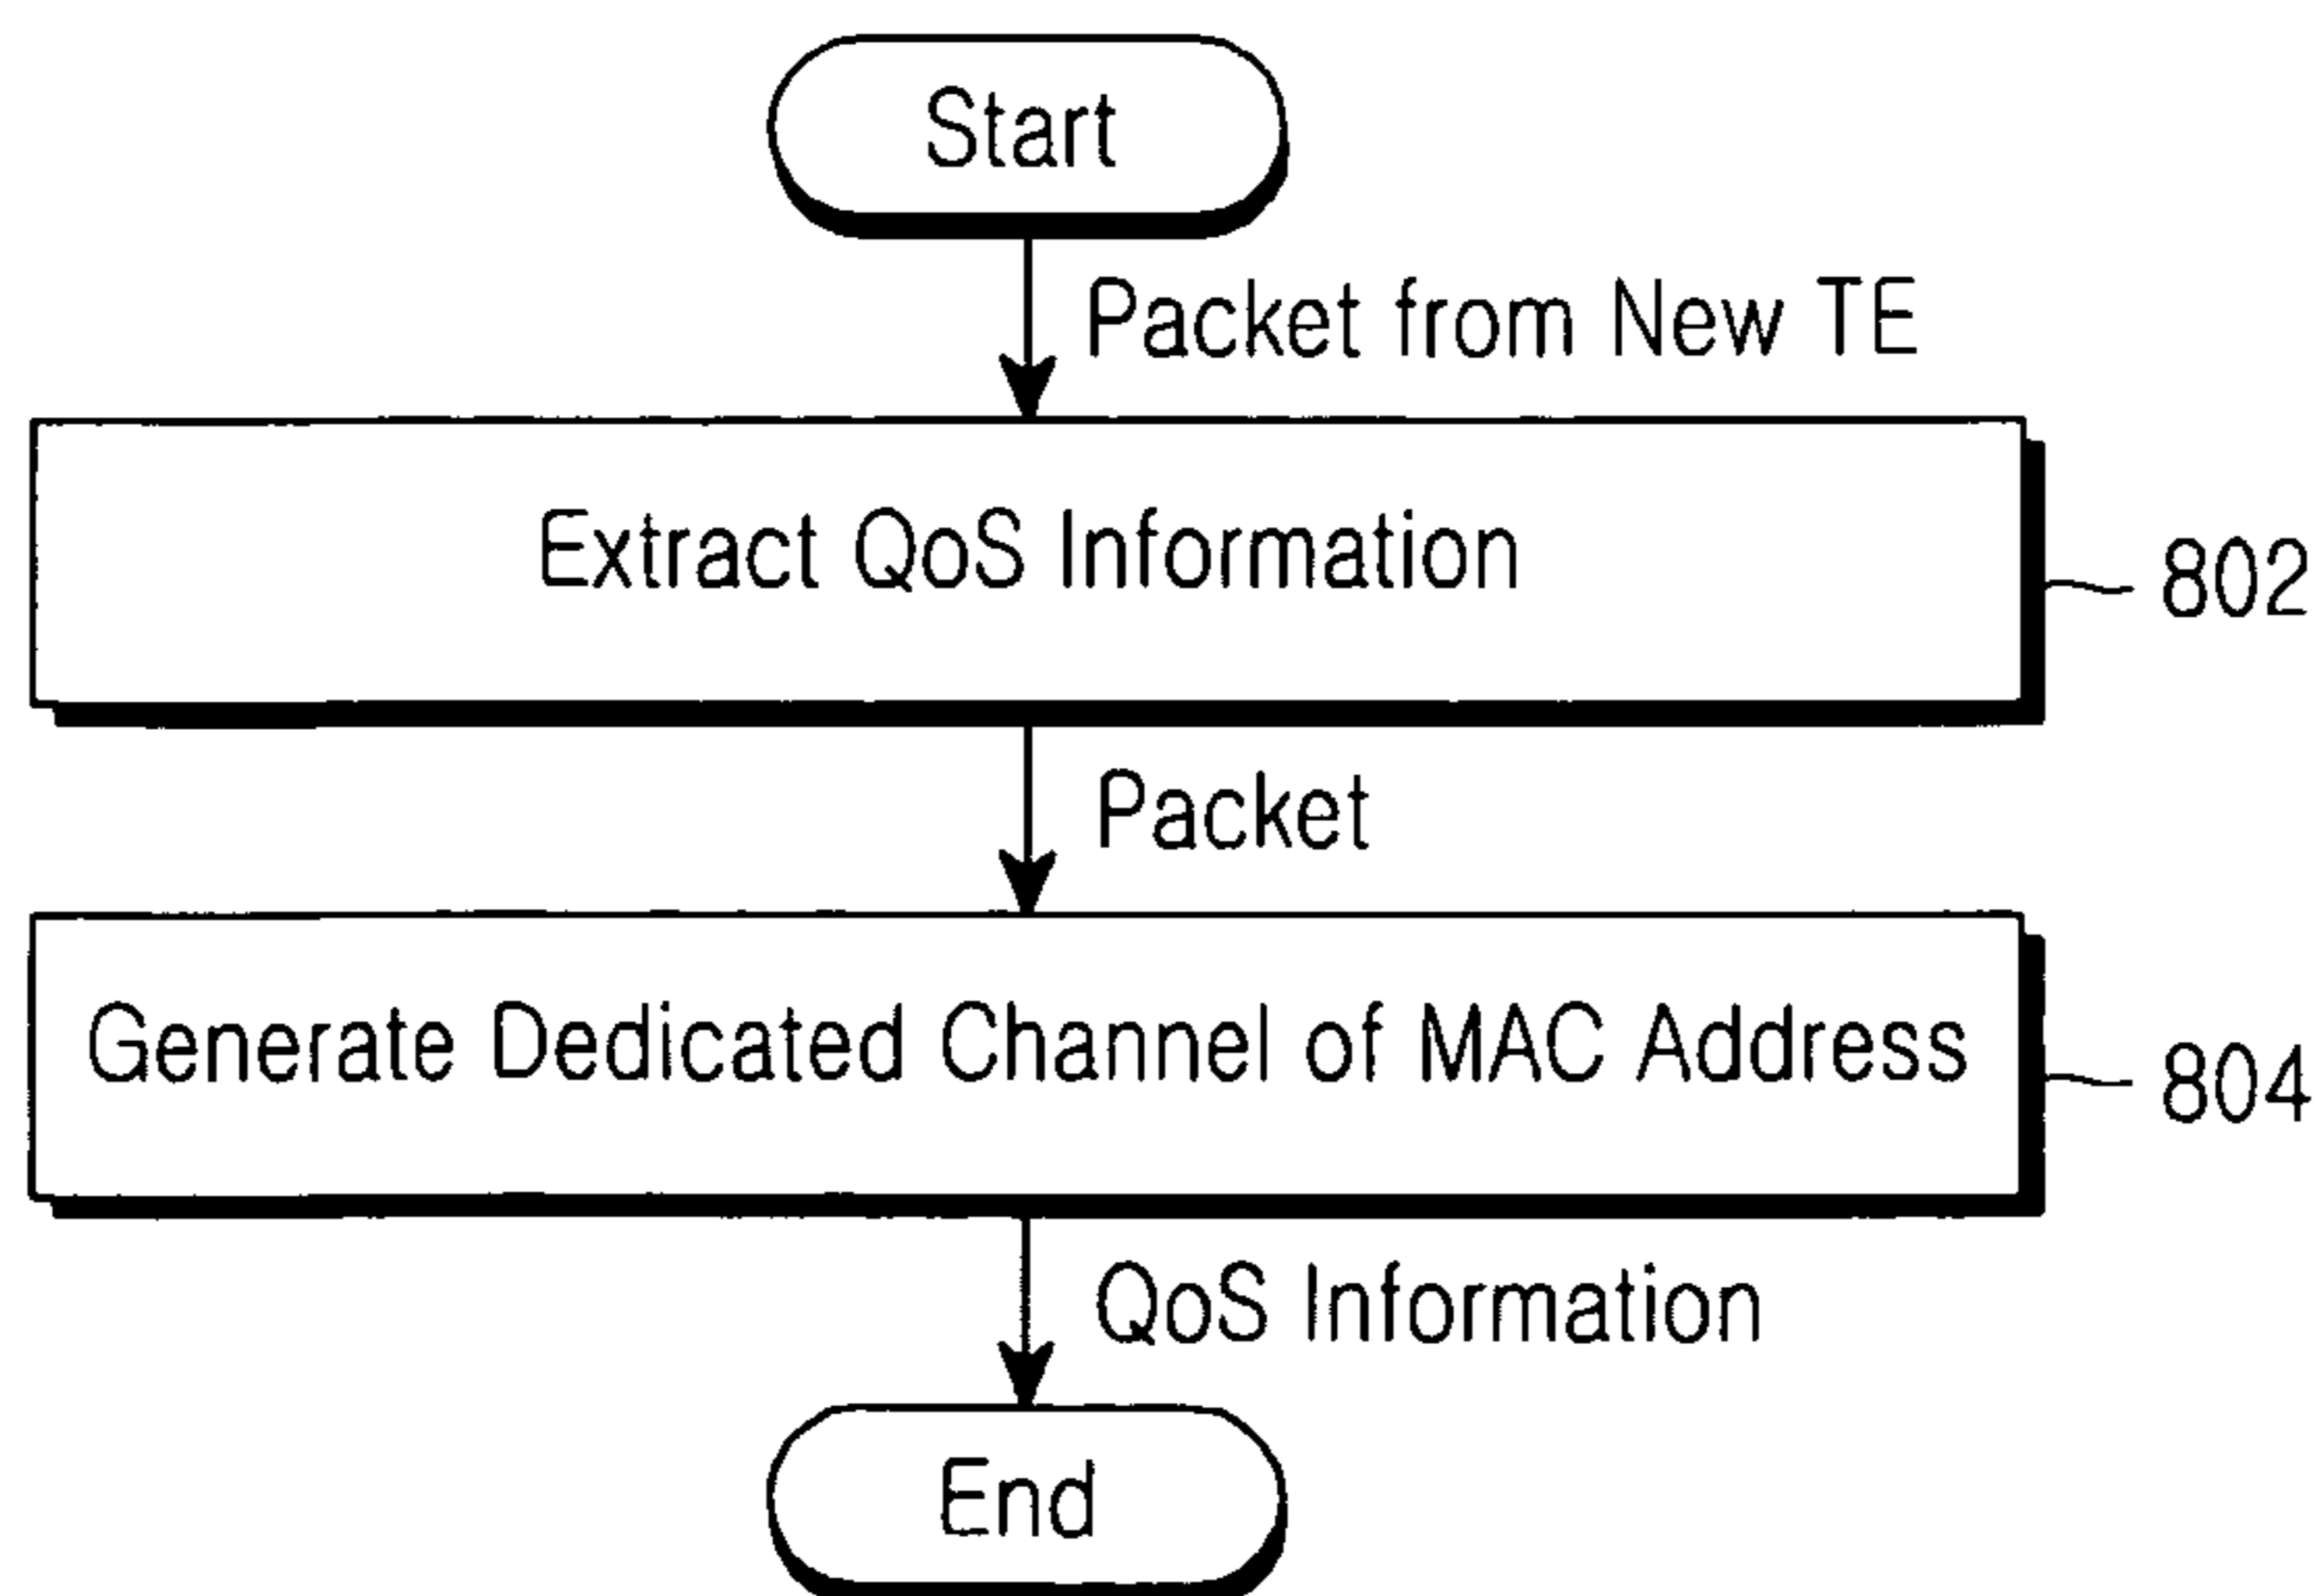 Start
Packet from New TE
Extract QoS Information
802
Packet
Generate Dedicated Channel of MAC Address
804
QoS Information
End